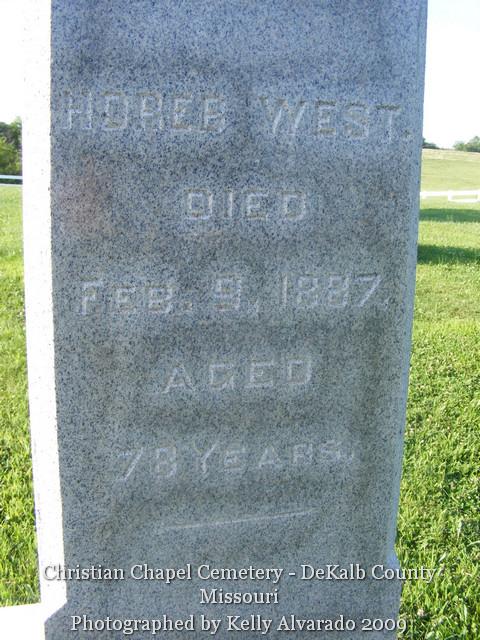 HOREB WEST.
DIED
FEB. 9, 1887.
AGED
78 YEARS.
Christian Chapel Cemetery - DeKalb County
Missouri
Photographed by Kelly Alvarado 2009